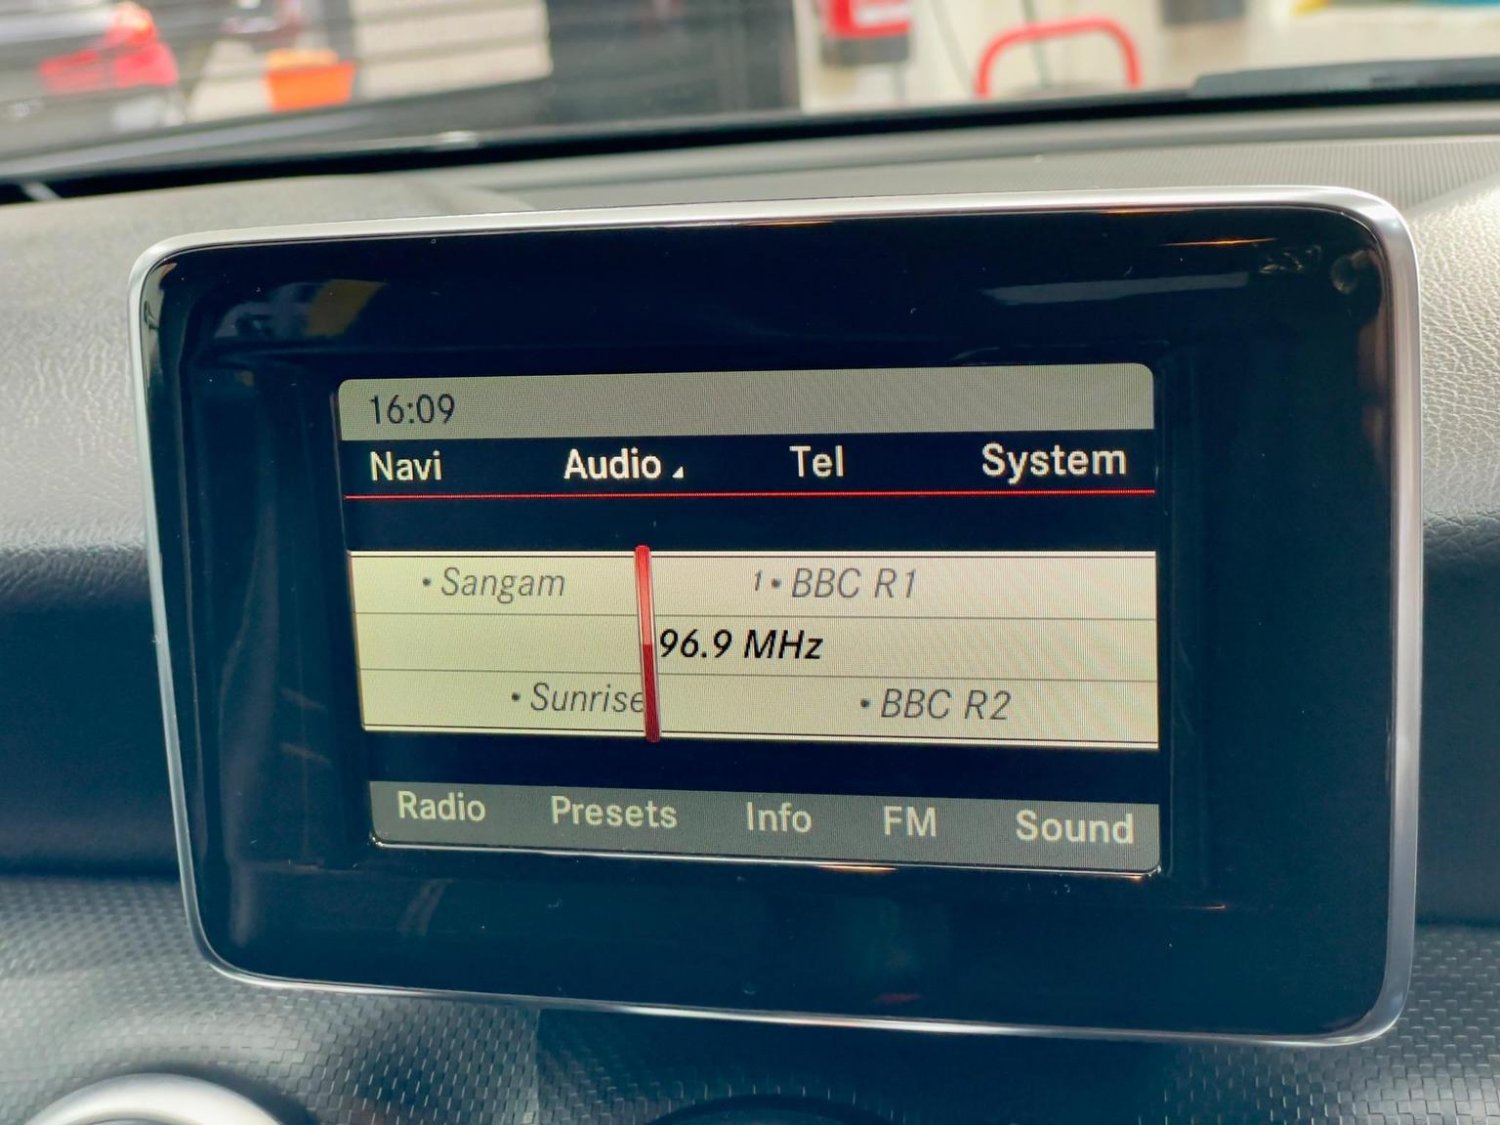 16:09
Navi Audio Tel System
• Sangam 1 • BBC R1
96.9 MHz
• Sunrise • BBC R2
Radio Presets Info FM Sound